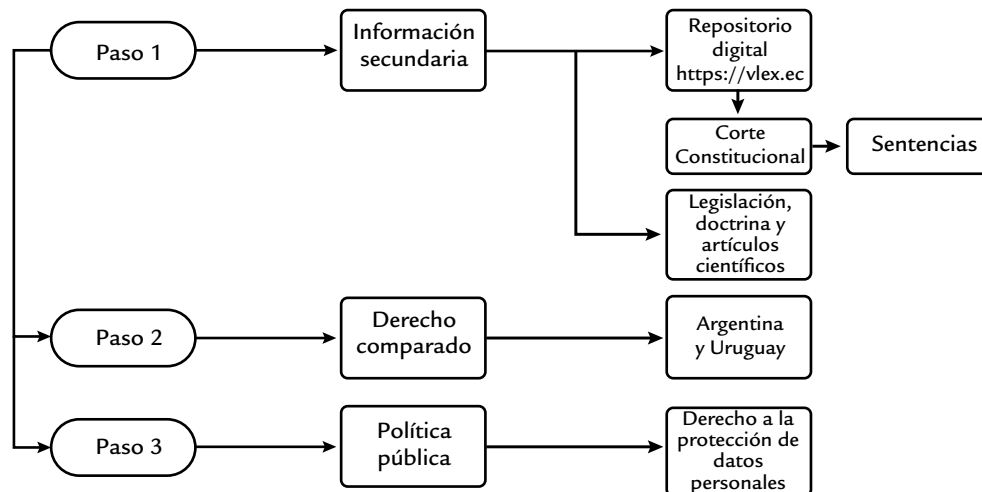 Paso 1
Información
secundaria
Repositorio
digital
https://vlex.ec
Corte
Constitucional
Sentencias
Legislación,
doctrina y
artículos
científicos
Paso 2
Derecho
comparado
Argentina
y Uruguay
Paso 3
Política
pública
Derecho a la
protección de
datos
personales